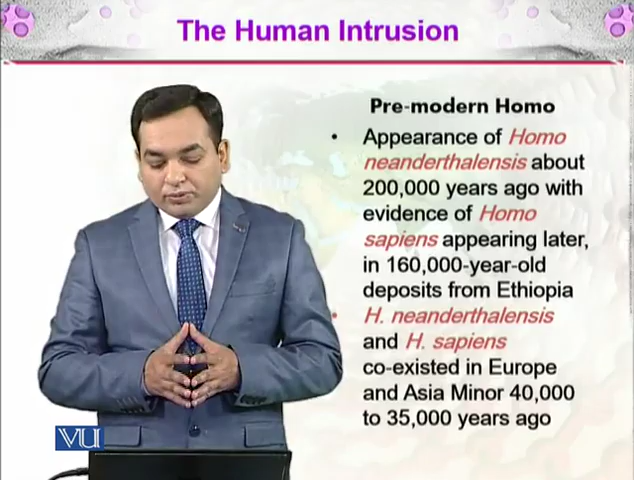 The Human Intrusion
Pre-modern Homo
• Appearance of Homo
neanderthalensis about
200,000 years ago with
evidence of Homo
sapiens appearing later,
in 160,000-year-old
deposits from Ethiopia
• H. neanderthalensis
and H. sapiens
co-existed in Europe
and Asia Minor 40,000
to 35,000 years ago
VU